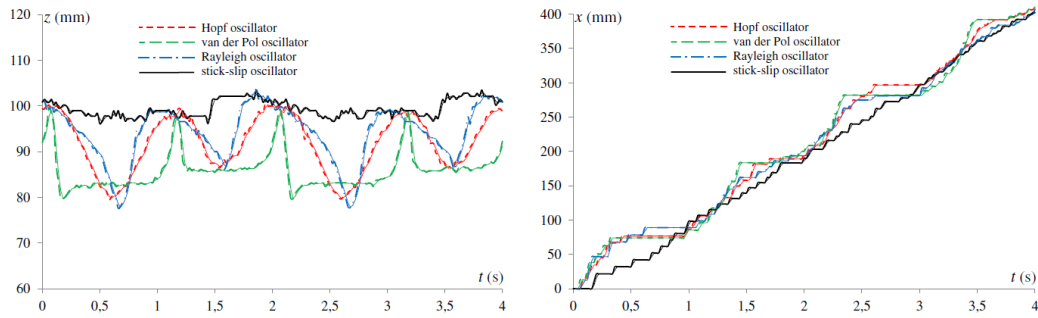 120
z (mm)
Hopf oscillator
van der Pol oscillator
Rayleigh oscillator
stick-slip oscillator
110
100
90
80
70
60
t (s)
0
0,5
1
1,5
2
2,5
3
3,5
4
400
x (mm)
Hopf oscillator
van der Pol oscillator
Rayleigh oscillator
stick-slip oscillator
350
300
250
200
150
100
50
0
t (s)
0
0,5
1
1,5
2
2,5
3
3,5
4